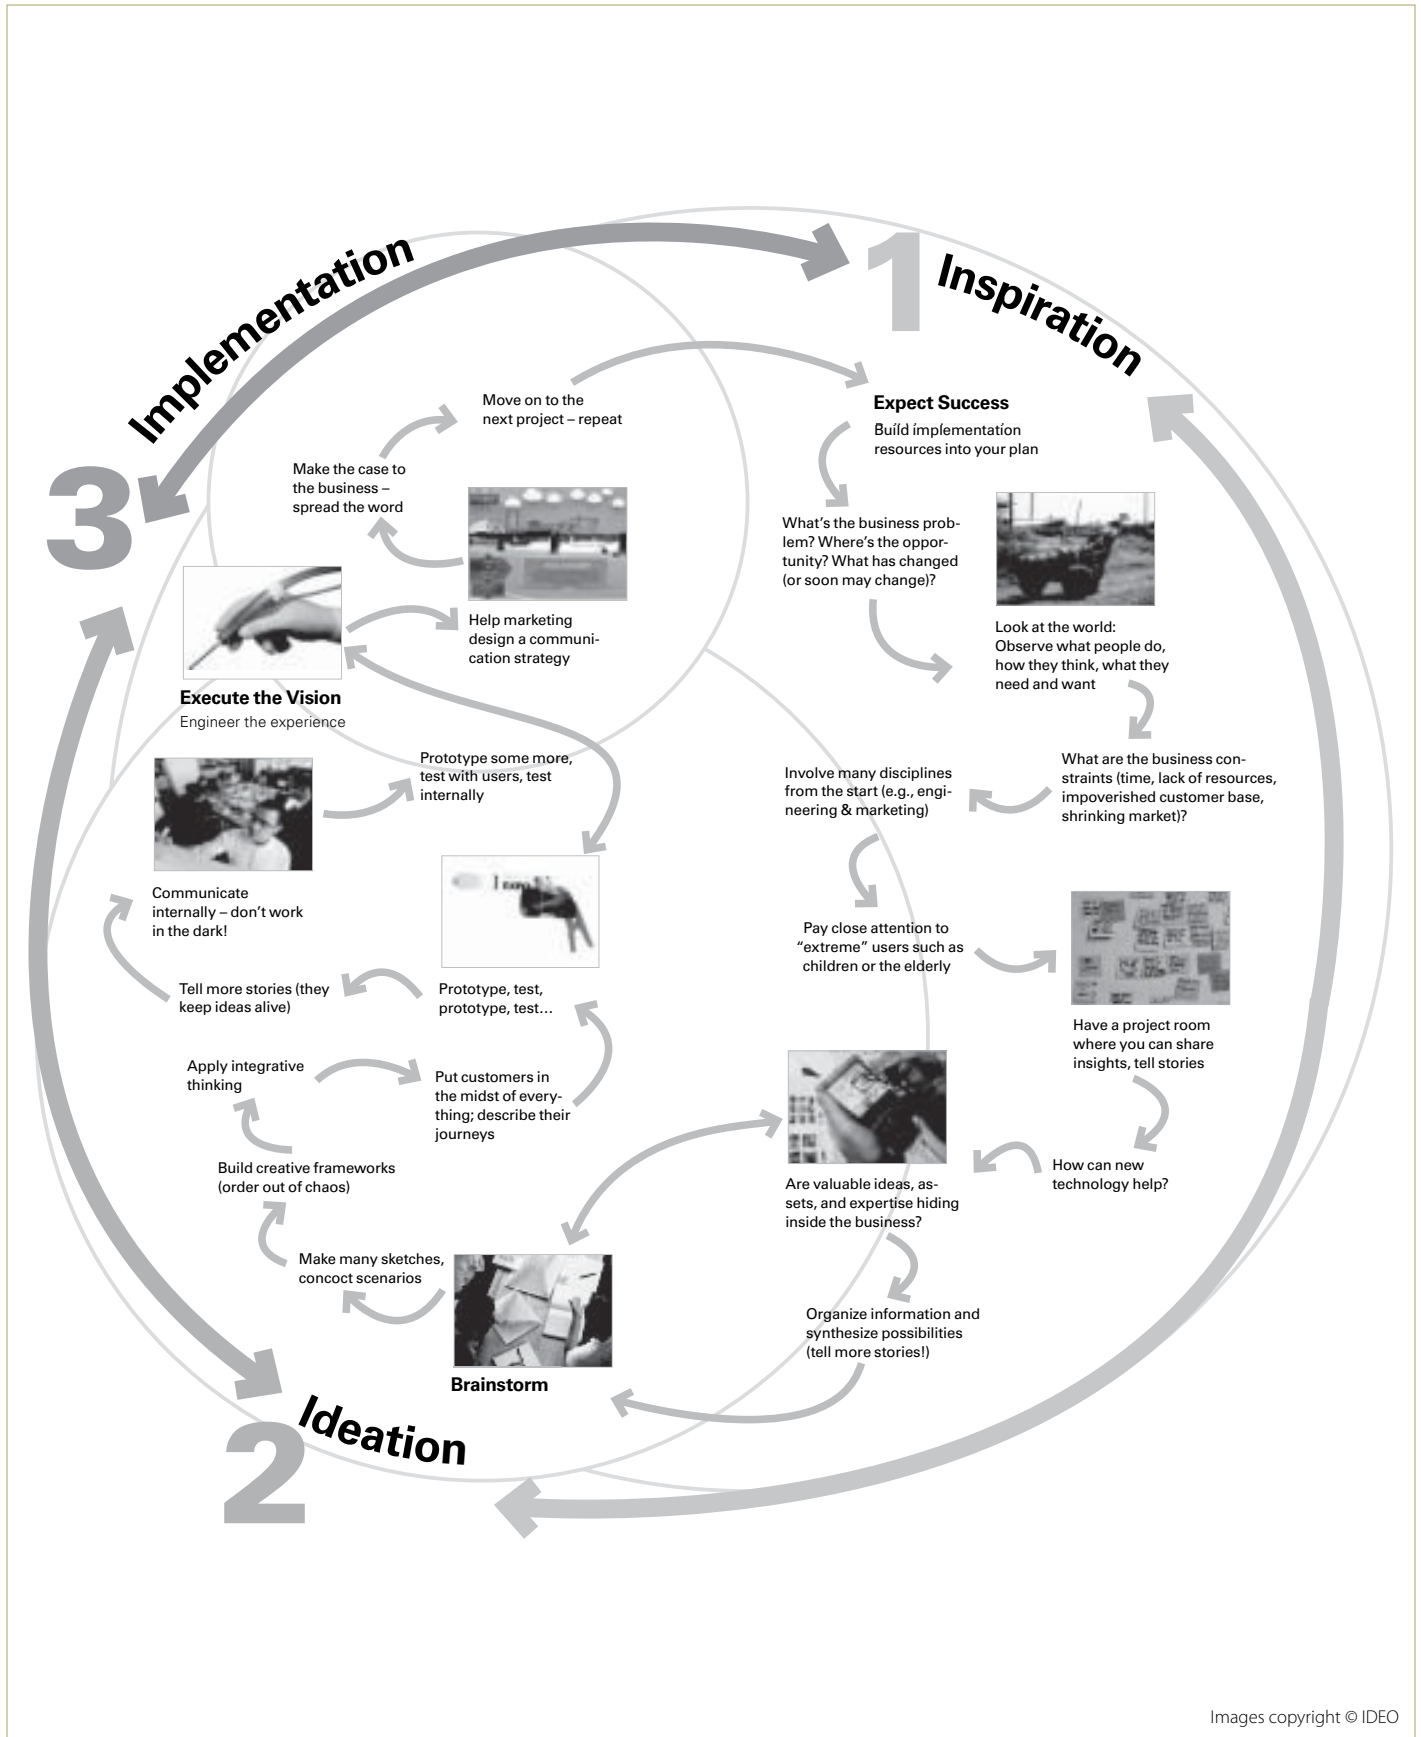 1
Inspiration
Expect Success
Build implementation
resources into your plan
What's the business prob-
lem? Where's the oppor-
tunity? What has changed
(or soon may change)?
Look at the world:
Observe what people do,
how they think, what they
need and want
What are the business con-
straints (time, lack of resources,
impoverished customer base,
shrinking market)?
Involve many disciplines
from the start (e.g., engi-
neering & marketing)
Pay close attention to
“extreme” users such as
children or the elderly
Have a project room
where you can share
insights, tell stories
How can new
technology help?
Are valuable ideas, as-
sets, and expertise hiding
inside the business?
Organize information and
synthesize possibilities
(tell more stories!)
2
Ideation
Brainstorm
Make many sketches,
concoct scenarios
Build creative frameworks
(order out of chaos)
Apply integrative
thinking
Put customers in
the midst of every-
thing; describe their
journeys
Prototype, test,
prototype, test…
Tell more stories (they
keep ideas alive)
Communicate
internally – don't work
in the dark!
Prototype some more,
test with users, test
internally
3
Implementation
Execute the Vision
Engineer the experience
Help marketing
design a communi-
cation strategy
Make the case to
the business –
spread the word
Move on to the
next project – repeat
Images copyright © IDEO